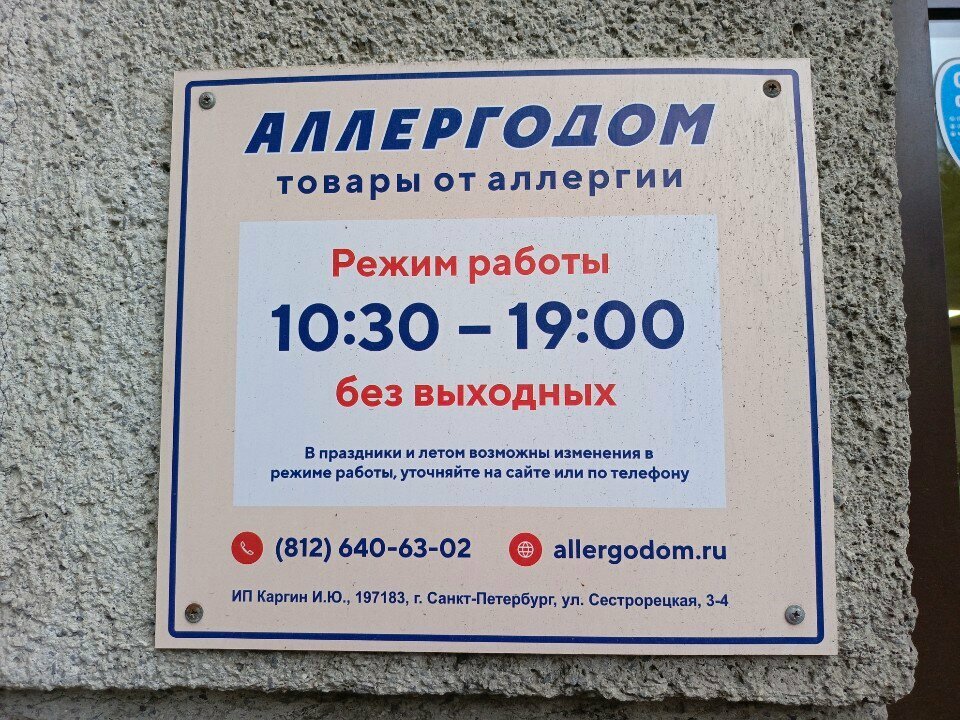 АЛЛЕРГОДОМ
товары от аллергии
Режим работы
10:30 – 19:00
без выходных
В праздники и летом возможны изменения в
режиме работы, уточняйте на сайте или по телефону
(812) 640-63-02
allergodom.ru
ИП Каргин И.Ю., 197183, г. Санкт-Петербург, ул. Сестрорецкая, 3-4